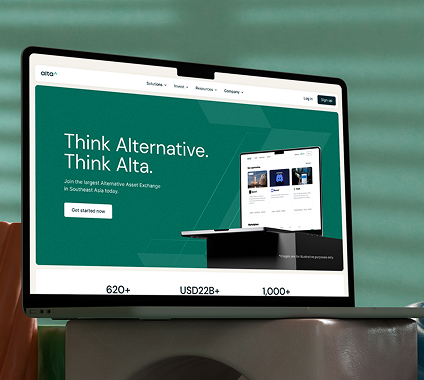 alta
Solutions
Invest
Resources
Company
Log in
Sign up
Think Alternative.
Think Alta.
Join the largest Alternative Asset Exchange
in Southeast Asia today.
Get started now
*Images are for illustrative purposes only
620+
USD22B+
1,000+